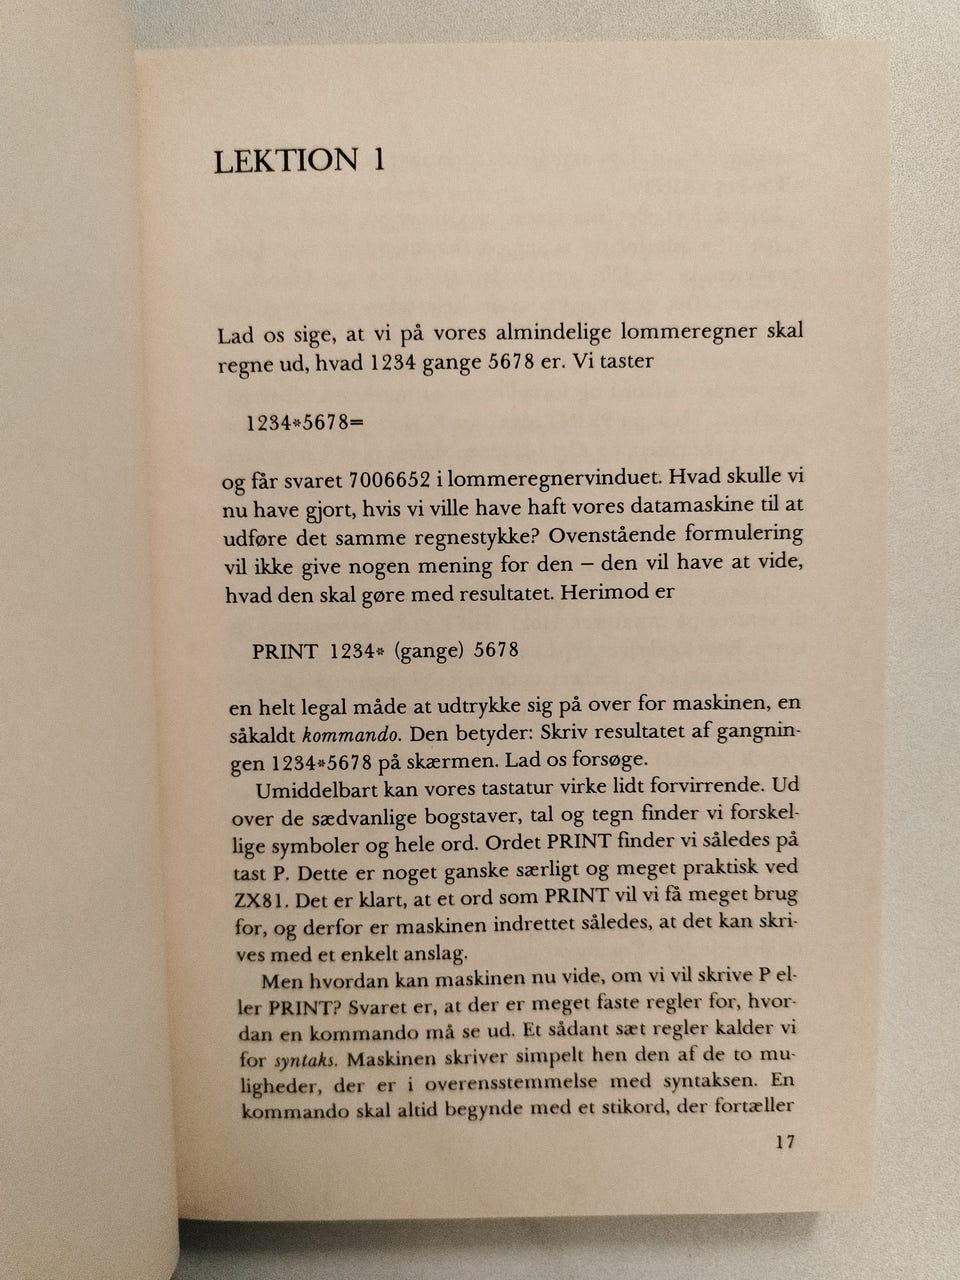 LEKTION 1
Lad os sige, at vi på vores almindelige lommeregner skal
regne ud, hvad 1234 gange 5678 er. Vi taster
1234*5678=
og får svaret 7006652 i lommeregnervinduet. Hvad skulle vi
nu have gjort, hvis vi ville have haft vores datamaskine til at
udføre det samme regnestykke? Ovenstående formulering
vil ikke give nogen mening for den – den vil have at vide,
hvad den skal gøre med resultatet. Herimod er
PRINT 1234* (gange) 5678
en helt legal måde at udtrykke sig på over for maskinen, en
såkaldt kommando. Den betyder: Skriv resultatet af gangnin-
gen 1234*5678 på skærmen. Lad os forsøge.
Umiddelbart kan vores tastatur virke lidt forvirrende. Ud
over de sædvanlige bogstaver, tal og tegn finder vi forskel-
lige symboler og hele ord. Ordet PRINT finder vi således på
tast P. Dette er noget ganske særligt og meget praktisk ved
ZX81. Det er klart, at et ord som PRINT vil vi få meget brug
for, og derfor er maskinen indrettet således, at det kan skri-
ves med et enkelt anslag.
Men hvordan kan maskinen nu vide, om vi vil skrive P el-
ler PRINT? Svaret er, at der er meget faste regler for, hvor-
dan en kommando må se ud. Et sådant sæt regler kalder vi
for syntaks. Maskinen skriver simpelt hen den af de to mu-
ligheder, der er i overensstemmelse med syntaksen. En
kommando skal altid begynde med et stikord, der fortæller
17